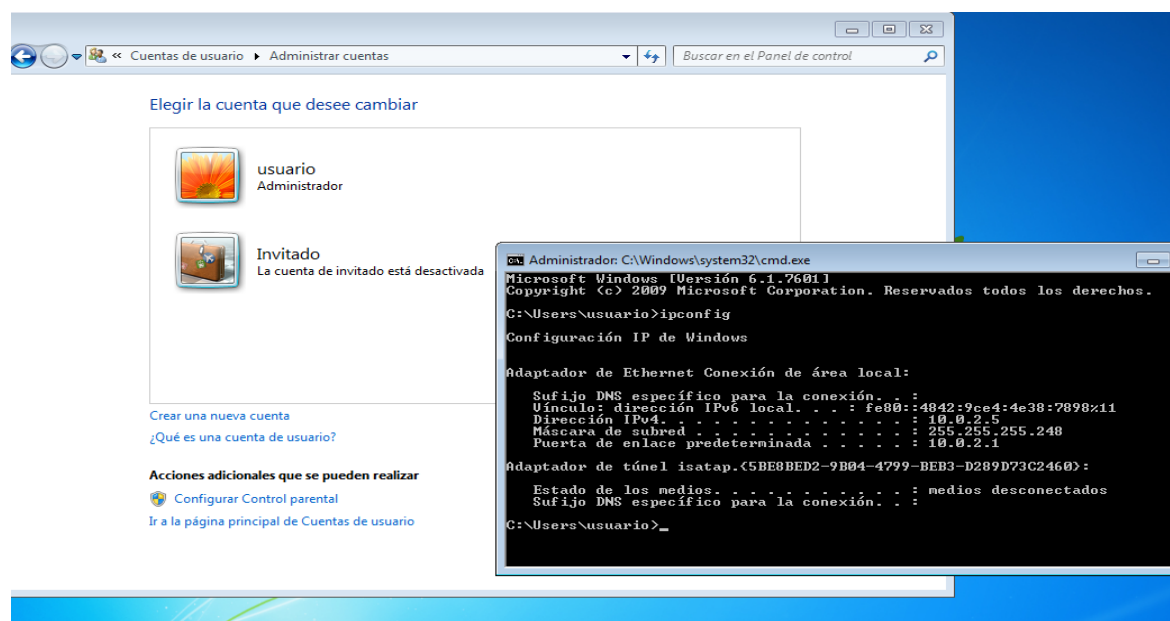 « Cuentas de usuario ▸ Administrar cuentas
Buscar en el Panel de control
Elegir la cuenta que desee cambiar
usuario
Administrador
Invitado
La cuenta de invitado está desactivada
Crear una nueva cuenta
¿Qué es una cuenta de usuario?
Acciones adicionales que se pueden realizar
Configurar Control parental
Ir a la página principal de Cuentas de usuario
Administrador: C:\Windows\system32\cmd.exe
Microsoft Windows [Versión 6.1.7601]
Copyright (c) 2009 Microsoft Corporation. Reservados todos los derechos.
C:\Users\usuario>ipconfig
Configuración IP de Windows
Adaptador de Ethernet Conexión de área local:
Sufijo DNS específico para la conexión. . :
Vínculo: dirección IPv6 local. . . : fe80::4842:9ce4:4e38:7898%11
Dirección IPv4. . . . . . . . . . . . . . : 10.0.2.5
Máscara de subred . . . . . . . . . . . . : 255.255.255.248
Puerta de enlace predeterminada . . . . . : 10.0.2.1
Adaptador de túnel isatap.{5BE8BED2-9B04-4799-BEB3-D289D73C2460}:
Estado de los medios. . . . . . . . . . . : medios desconectados
Sufijo DNS específico para la conexión. . :
C:\Users\usuario>_